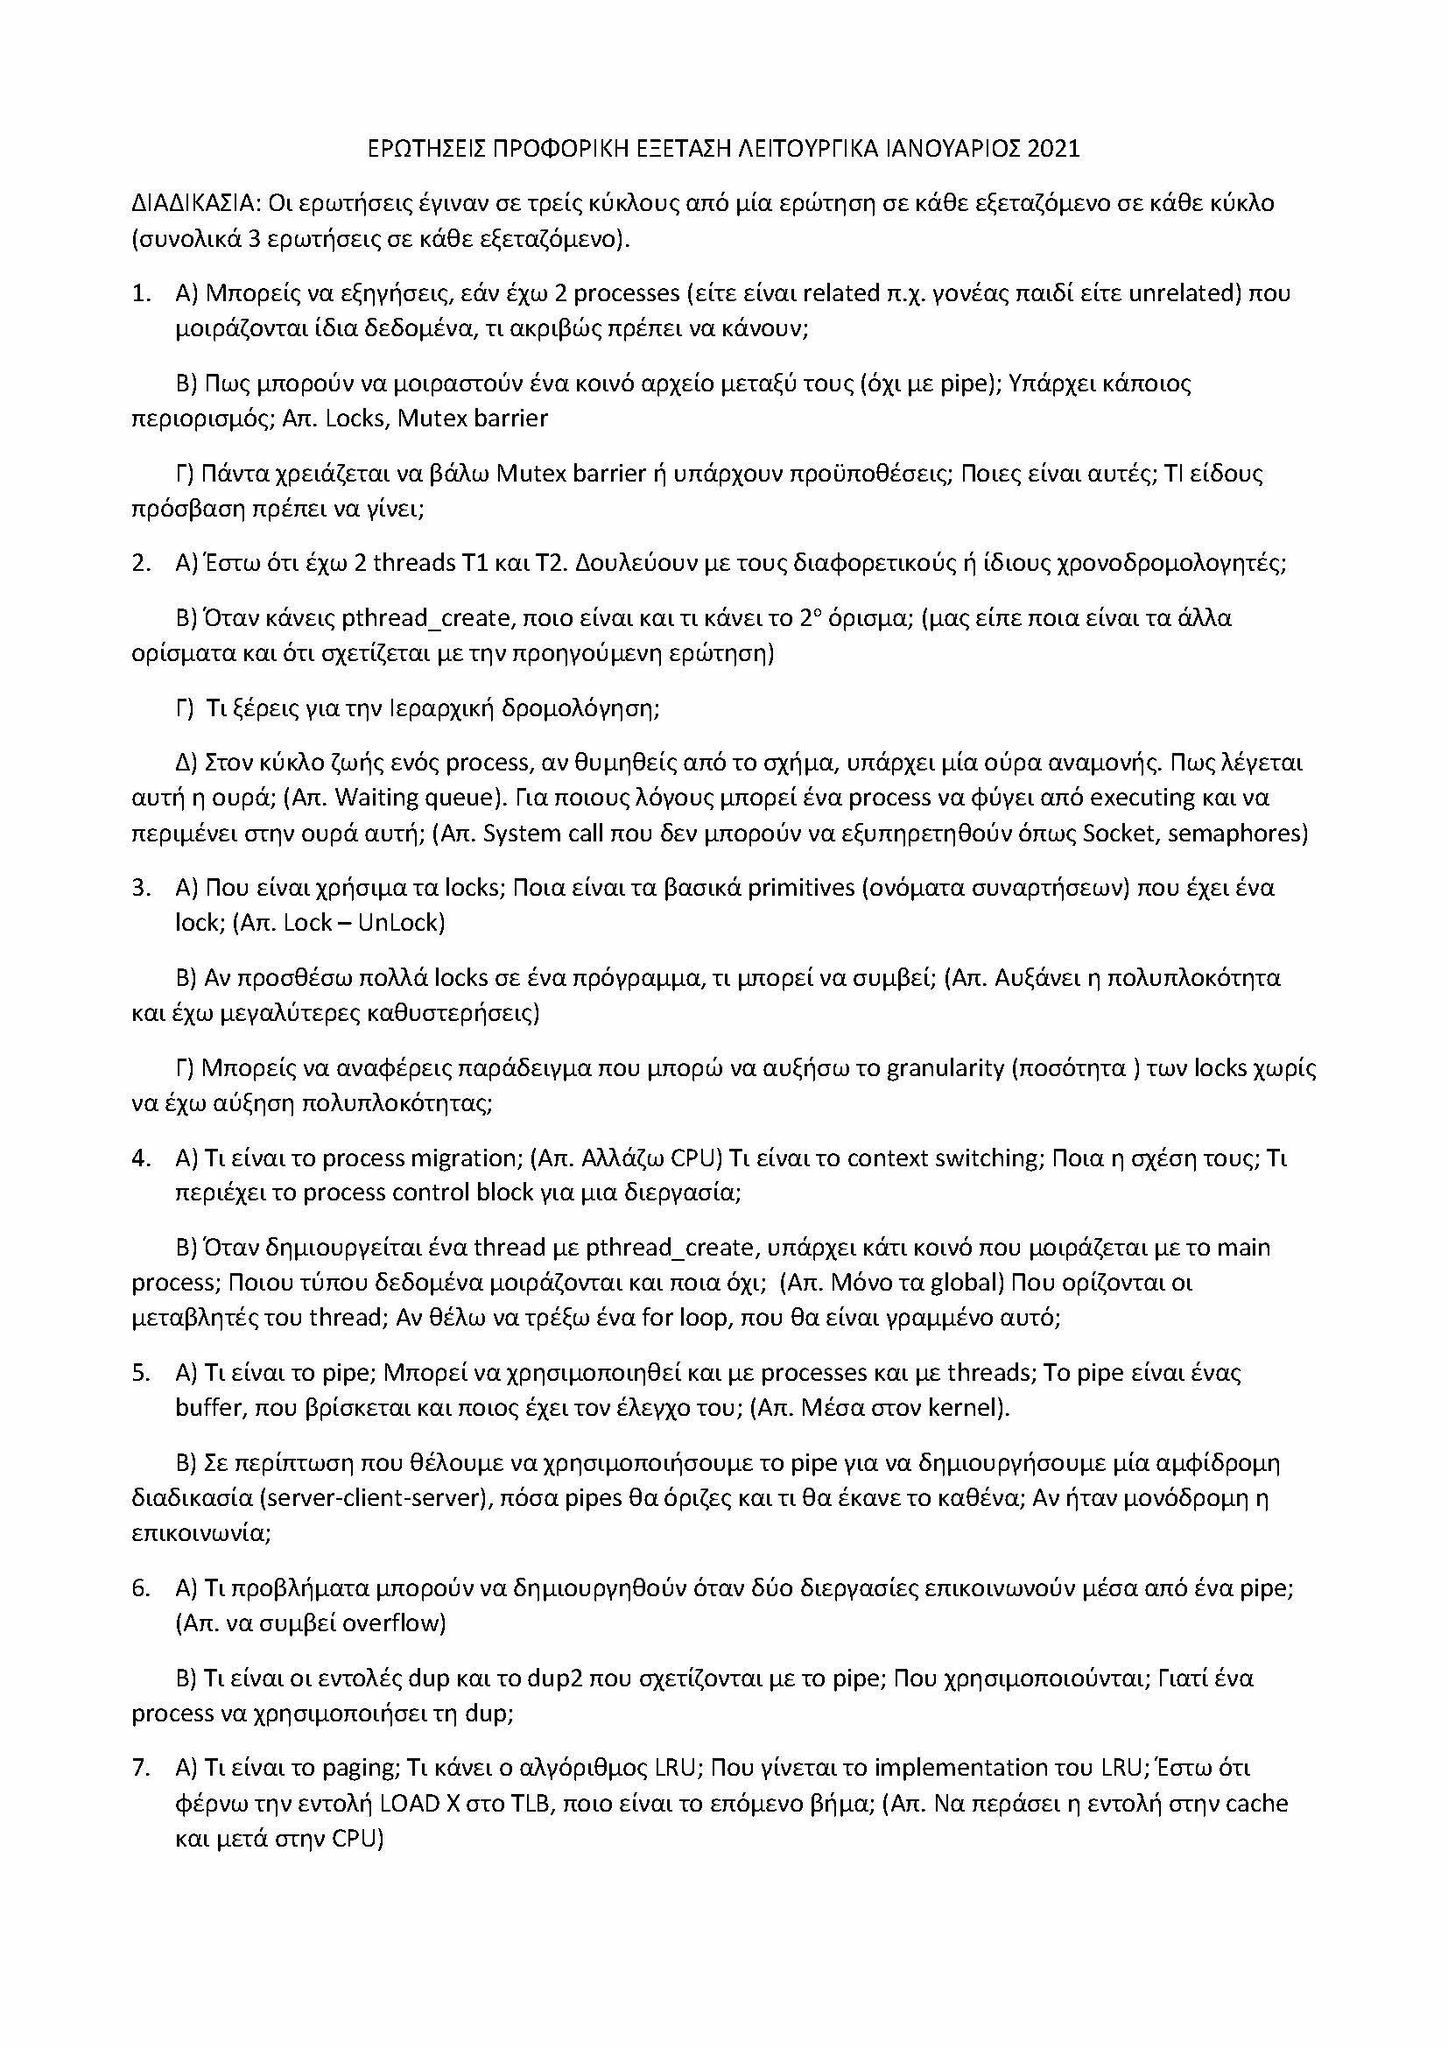 ΕΡΩΤΗΣΕΙΣ ΠΡΟΦΟΡΙΚΗ ΕΞΕΤΑΣΗ ΛΕΙΤΟΥΡΓΙΚΑ ΙΑΝΟΥΑΡΙΟΣ 2021
ΔΙΑΔΙΚΑΣΙΑ: Οι ερωτήσεις έγιναν σε τρείς κύκλους από μία ερώτηση σε κάθε εξεταζόμενο σε κάθε κύκλο
(συνολικά 3 ερωτήσεις σε κάθε εξεταζόμενο).
1. Α) Μπορείς να εξηγήσεις, εάν έχω 2 processes (είτε είναι related π.χ. γονέας παιδί είτε unrelated) που
μοιράζονται ίδια δεδομένα, τι ακριβώς πρέπει να κάνουν;
Β) Πως μπορούν να μοιραστούν ένα κοινό αρχείο μεταξύ τους (όχι με pipe); Υπάρχει κάποιος
περιορισμός; Απ. Locks, Mutex barrier
Γ) Πάντα χρειάζεται να βάλω Mutex barrier ή υπάρχουν προϋποθέσεις; Ποιες είναι αυτές; ΤΙ είδους
πρόσβαση πρέπει να γίνει;
2. Α) Έστω ότι έχω 2 threads T1 και T2. Δουλεύουν με τους διαφορετικούς ή ίδιους χρονοδρομολογητές;
Β) Όταν κάνεις pthread_create, ποιο είναι και τι κάνει το 2° όρισμα; (μας είπε ποια είναι τα άλλα
ορίσματα και ότι σχετίζεται με την προηγούμενη ερώτηση)
Γ) Τι ξέρεις για την Ιεραρχική δρομολόγηση;
Δ) Στον κύκλο ζωής ενός process, αν θυμηθείς από το σχήμα, υπάρχει μία ούρα αναμονής. Πως λέγεται
αυτή η ουρά; (Απ. Waiting queue). Για ποιους λόγους μπορεί ένα process να φύγει από executing και να
περιμένει στην ουρά αυτή; (Απ. System call που δεν μπορούν να εξυπηρετηθούν όπως Socket, semaphores)
3. Α) Που είναι χρήσιμα τα locks; Ποια είναι τα βασικά primitives (ονόματα συναρτήσεων) που έχει ένα
lock; (Απ. Lock – UnLock)
Β) Αν προσθέσω πολλά locks σε ένα πρόγραμμα, τι μπορεί να συμβεί; (Απ. Αυξάνει η πολυπλοκότητα
και έχω μεγαλύτερες καθυστερήσεις)
Γ) Μπορείς να αναφέρεις παράδειγμα που μπορώ να αυξήσω το granularity (ποσότητα ) των locks χωρίς
να έχω αύξηση πολυπλοκότητας;
4. Α) Τι είναι το process migration; (Απ. Αλλάζω CPU) Τι είναι το context switching; Ποια η σχέση τους; Τι
περιέχει το process control block για μια διεργασία;
Β) Όταν δημιουργείται ένα thread με pthread_create, υπάρχει κάτι κοινό που μοιράζεται με το main
process; Ποιου τύπου δεδομένα μοιράζονται και ποια όχι; (Απ. Μόνο τα global) Που ορίζονται οι
μεταβλητές του thread; Αν θέλω να τρέξω ένα for loop, που θα είναι γραμμένο αυτό;
5. Α) Τι είναι το pipe; Μπορεί να χρησιμοποιηθεί και με processes και με threads; Το pipe είναι ένας
buffer, που βρίσκεται και ποιος έχει τον έλεγχο του; (Απ. Μέσα στον kernel).
Β) Σε περίπτωση που θέλουμε να χρησιμοποιήσουμε το pipe για να δημιουργήσουμε μία αμφίδρομη
διαδικασία (server-client-server), πόσα pipes θα όριζες και τι θα έκανε το καθένα; Αν ήταν μονόδρομη η
επικοινωνία;
6. Α) Τι προβλήματα μπορούν να δημιουργηθούν όταν δύο διεργασίες επικοινωνούν μέσα από ένα pipe;
(Απ. να συμβεί overflow)
Β) Τι είναι οι εντολές dup και το dup2 που σχετίζονται με το pipe; Που χρησιμοποιούνται; Γιατί ένα
process να χρησιμοποιήσει τη dup;
7. Α) Τι είναι το paging; Τι κάνει ο αλγόριθμος LRU; Που γίνεται το implementation του LRU; Έστω ότι
φέρνω την εντολή LOAD X στο TLB, ποιο είναι το επόμενο βήμα; (Απ. Να περάσει η εντολή στην cache
και μετά στην CPU)